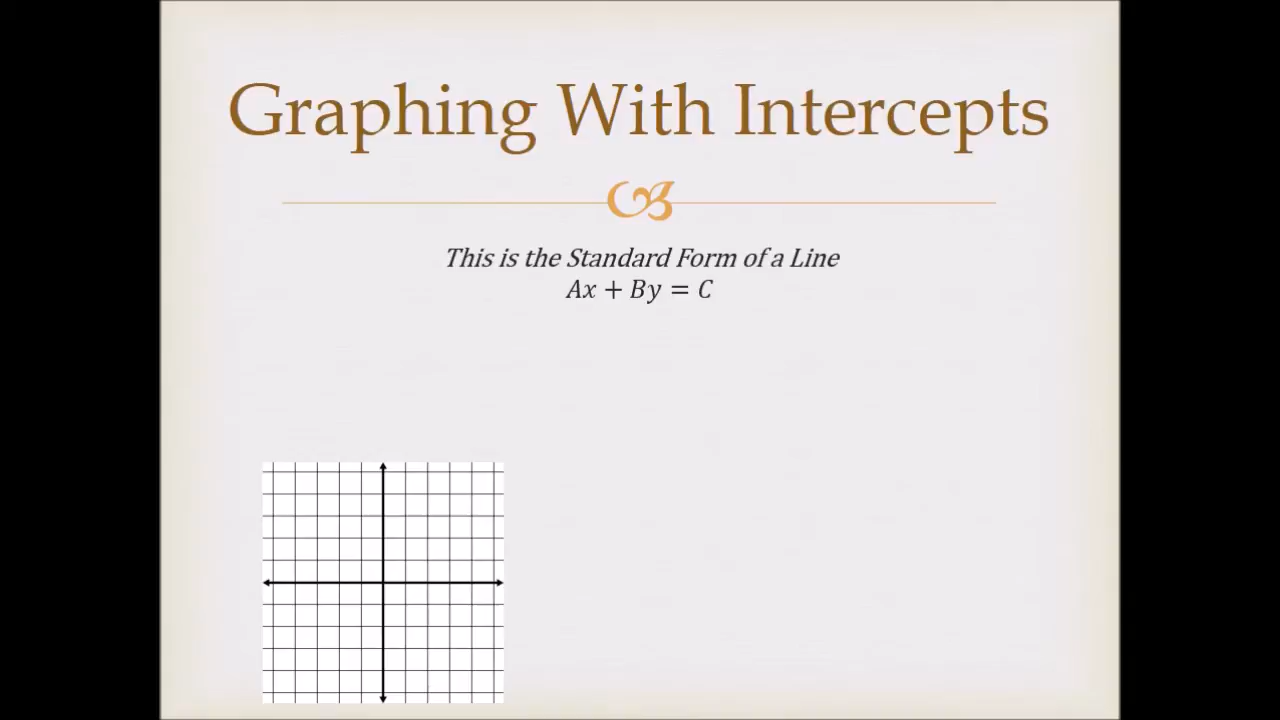 Graphing With Intercepts
This is the Standard Form of a Line
Ax + By = C